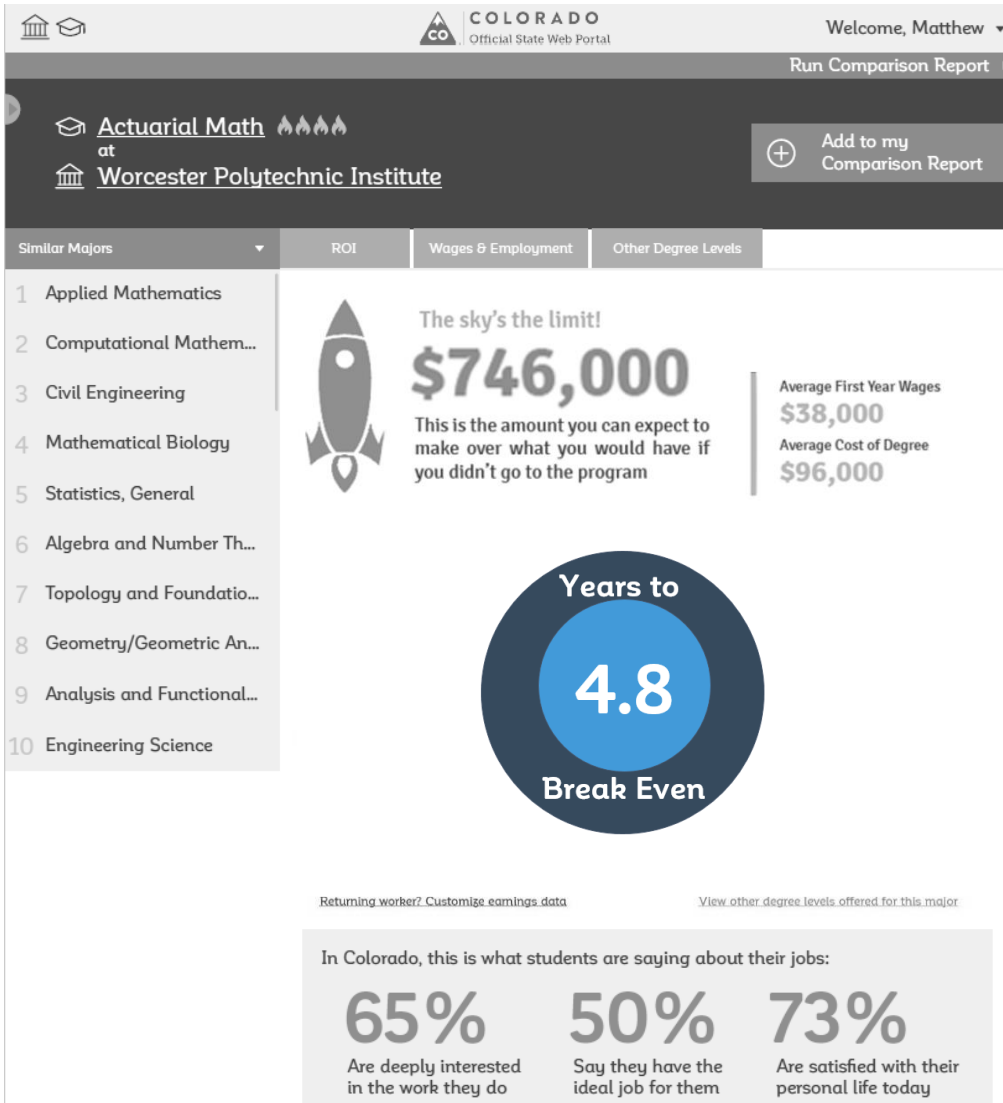 COLORADO
CO
Official State Web Portal
Welcome, Matthew
Run Comparison Report
Actuarial Math
at
Worcester Polytechnic Institute
Add to my
Comparison Report
Similar Majors
ROI
Wages & Employment
Other Degree Levels
1 Applied Mathematics
2 Computational Mathem...
3 Civil Engineering
4 Mathematical Biology
5 Statistics, General
6 Algebra and Number Th...
7 Topology and Foundatio...
8 Geometry/Geometric An...
9 Analysis and Functional...
10 Engineering Science
The sky's the limit!
$746,000
This is the amount you can expect to
make over what you would have if
you didn't go to the program
Average First Year Wages
$38,000
Average Cost of Degree
$96,000
Years to
4.8
Break Even
Returning worker? Customize earnings data
View other degree levels offered for this major
In Colorado, this is what students are saying about their jobs:
65%
Are deeply interested
in the work they do
50%
Say they have the
ideal job for them
73%
Are satisfied with their
personal life today